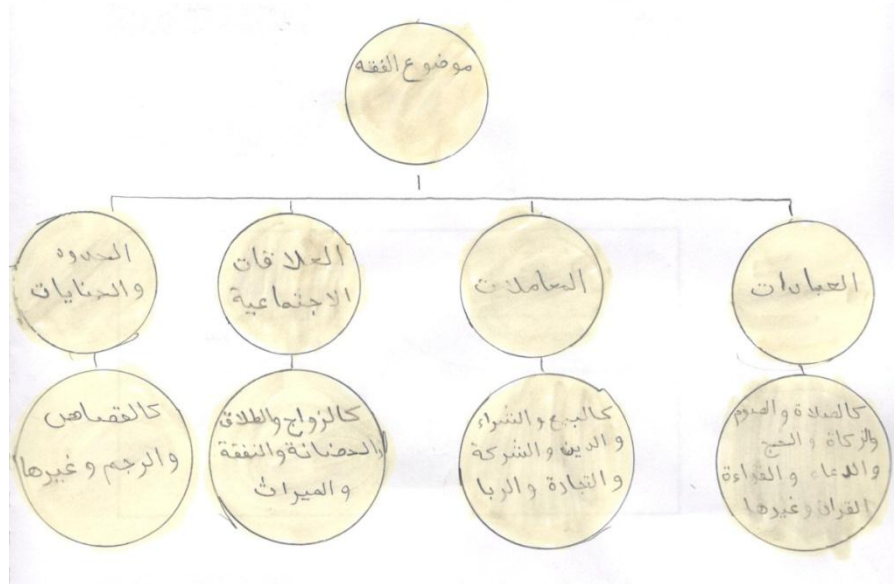 موضوع الفقه
العبادات
المعاملات
العلاقات
الاجتماعية
الحدود
والجنايات
كالصلاة والصوم
والزكاة والحج
والدعاء والقراءة
القران وغيرها
كالبيع والشراء
والدين والشركة
والتجارة والربا
كالزواج والطلاق
والحضانة والنفقة
والميراث
كالقصاص
والرجم وغيرها